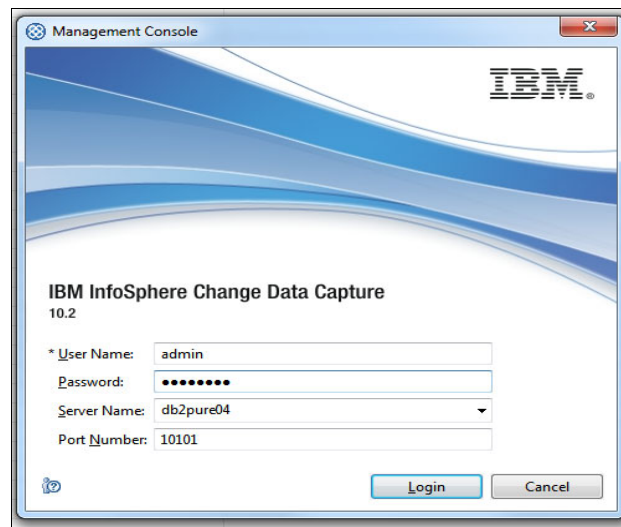 Management Console
IBM®
IBM InfoSphere Change Data Capture
10.2
* User Name: admin
Password: ●●●●●●●●
Server Name: db2pure04
Port Number: 10101
Login Cancel